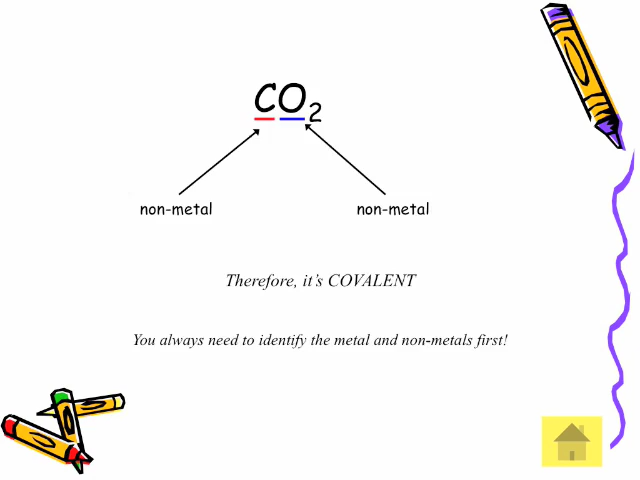 CO₂
non-metal non-metal
Therefore, it's COVALENT
You always need to identify the metal and non-metals first!